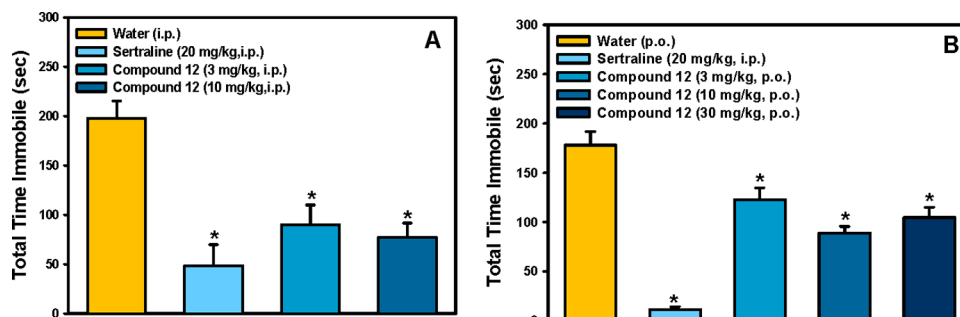 A
Total Time Immobile (sec)
300
250
200
150
100
50
0
Water (i.p.)
Sertraline (20 mg/kg,i.p.)
Compound 12 (3 mg/kg, i.p.)
Compound 12 (10 mg/kg,i.p.)
*
*
*
B
Total Time Immobile (sec)
300
250
200
150
100
50
Water (p.o.)
Sertraline (20 mg/kg, i.p.)
Compound 12 (3 mg/kg, p.o.)
Compound 12 (10 mg/kg, p.o.)
Compound 12 (30 mg/kg, p.o.)
*
*
*
*